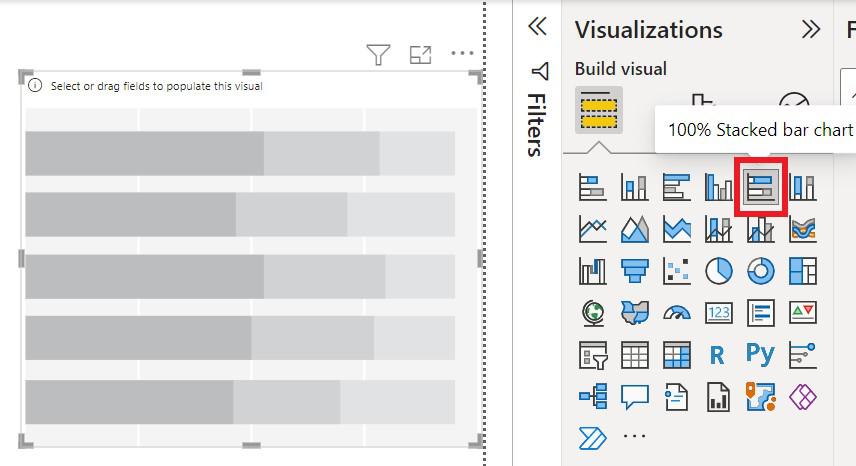 Select or drag fields to populate this visual
Filters
Visualizations
F
Build visual
100% Stacked bar chart
123
R
Py